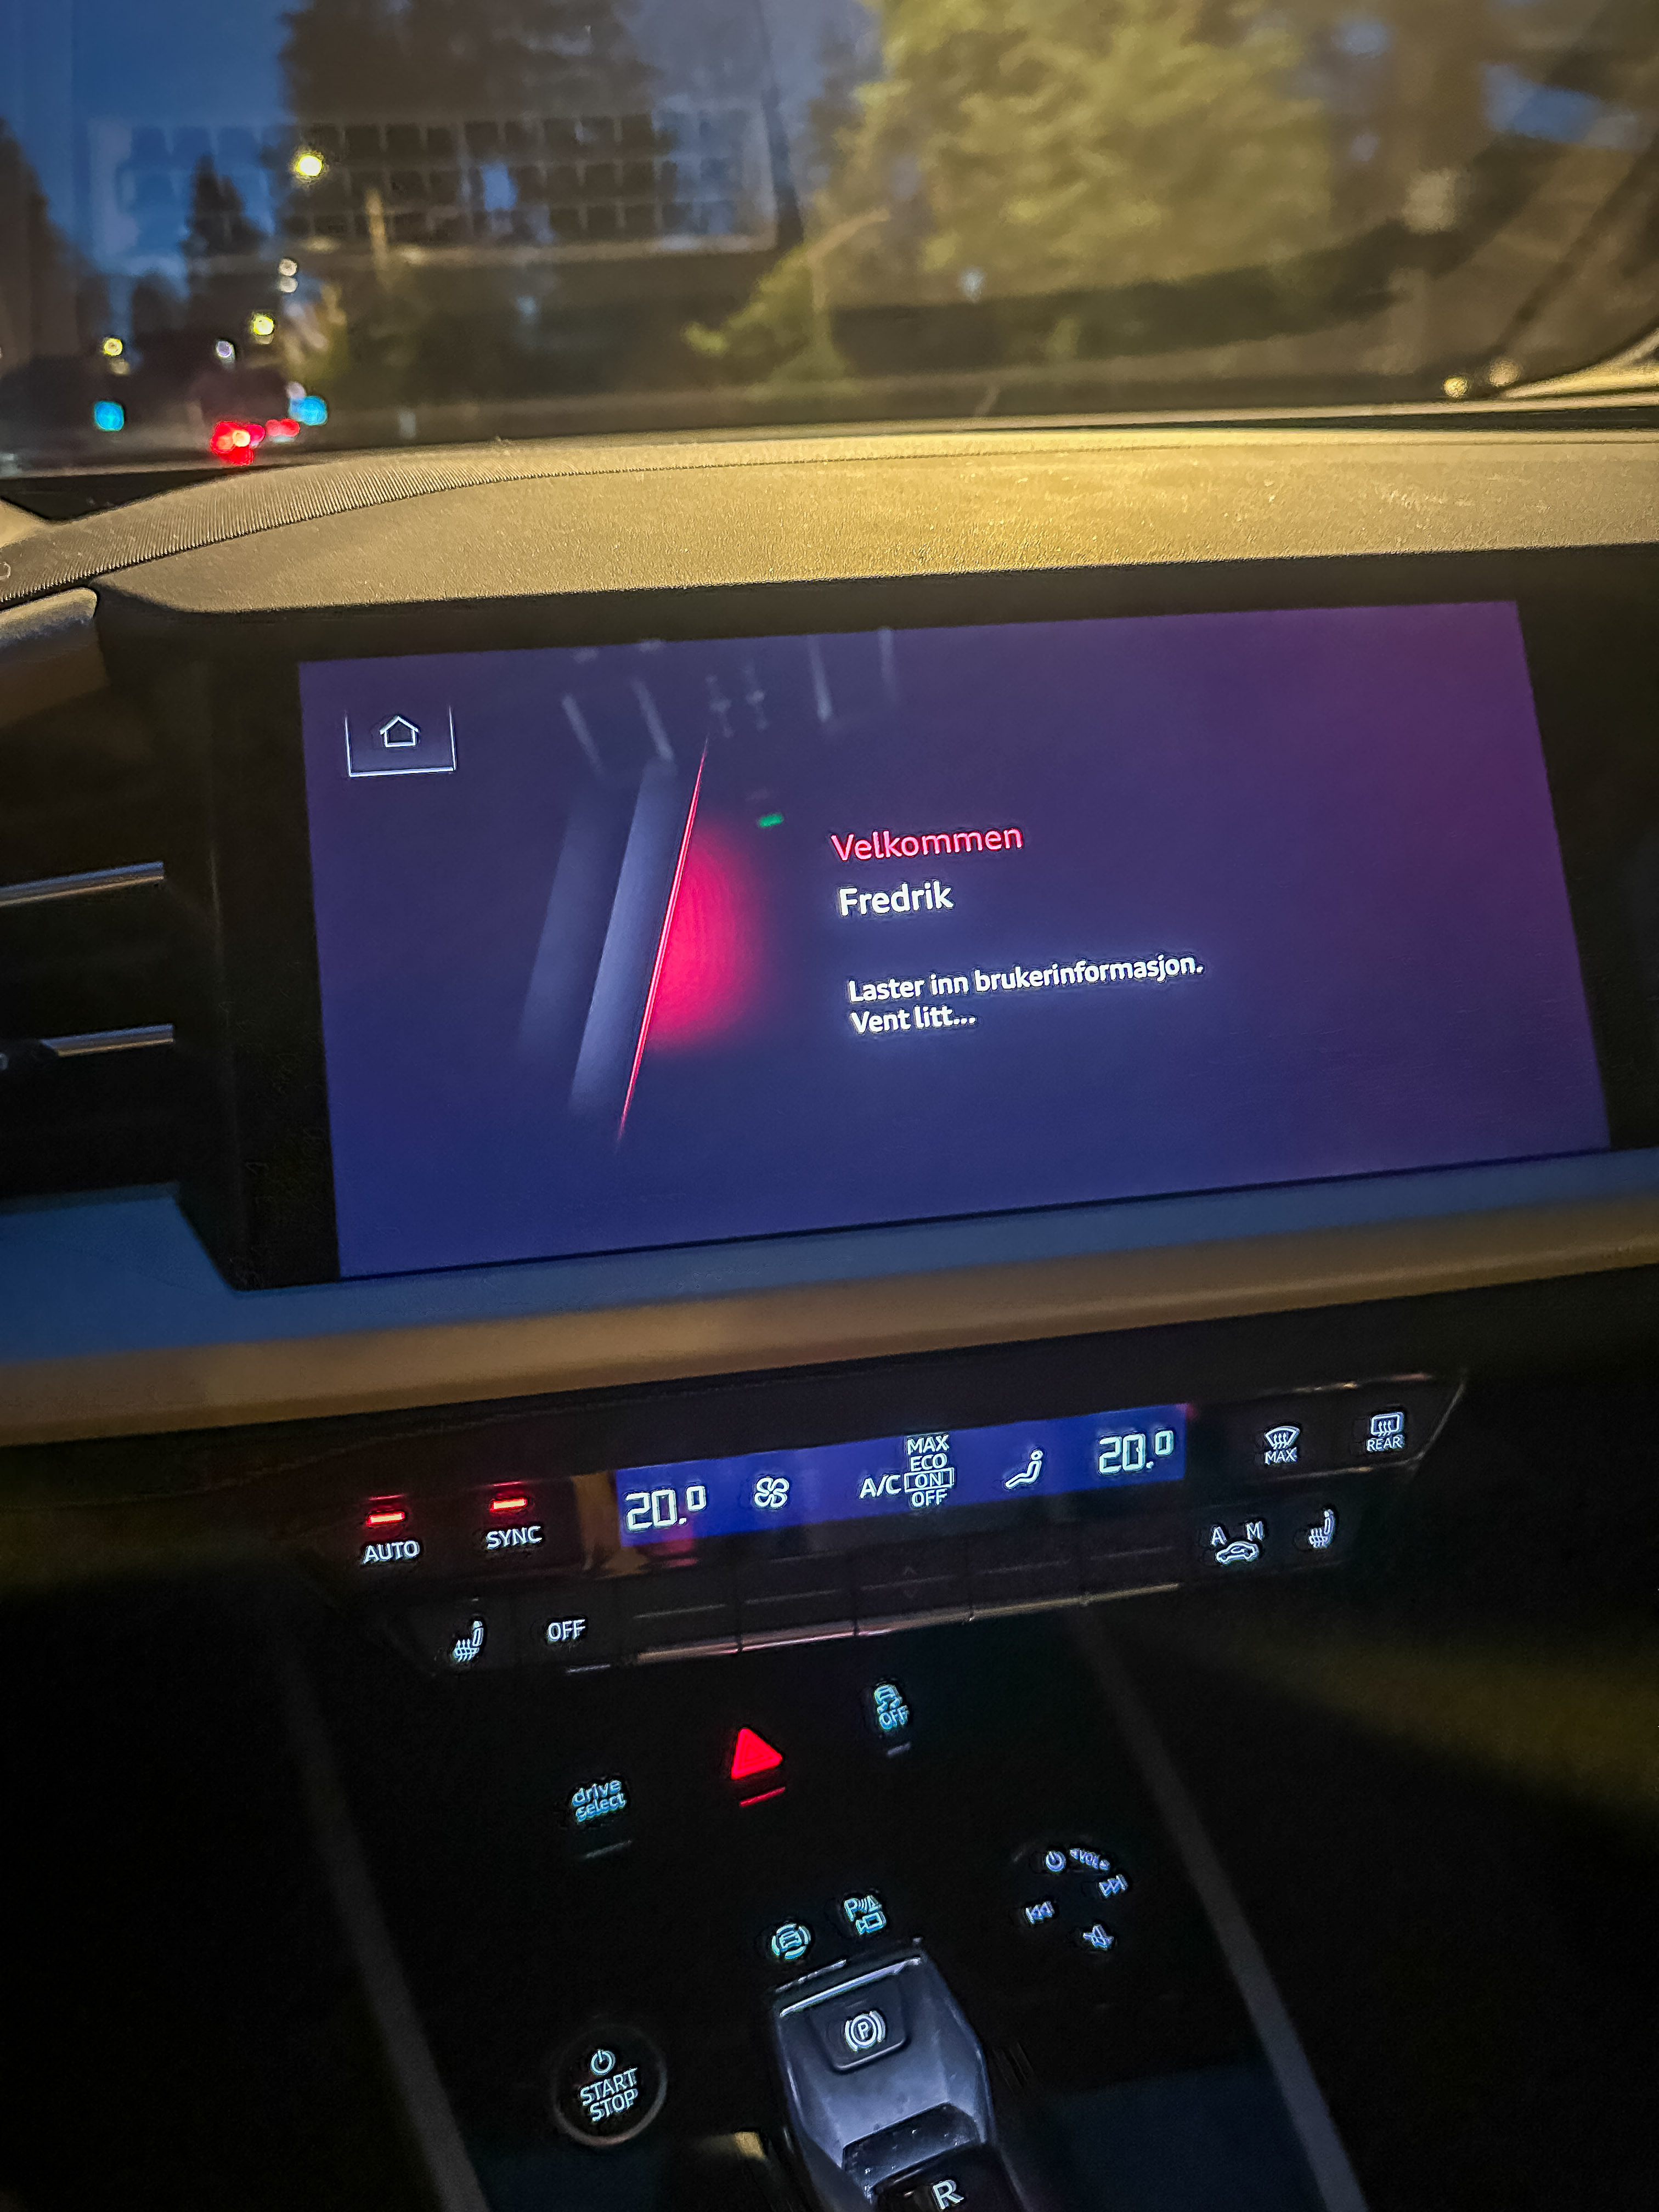 Velkommen
Fredrik
Laster inn brukerinformasjon.
Vent litt...
20.0
A/C
MAX
ECO
ON
OFF
20.0
MAX
REAR
AUTO
SYNC
A M
OFF
OFF
drive
select
VOL
P
P
START
STOP
R